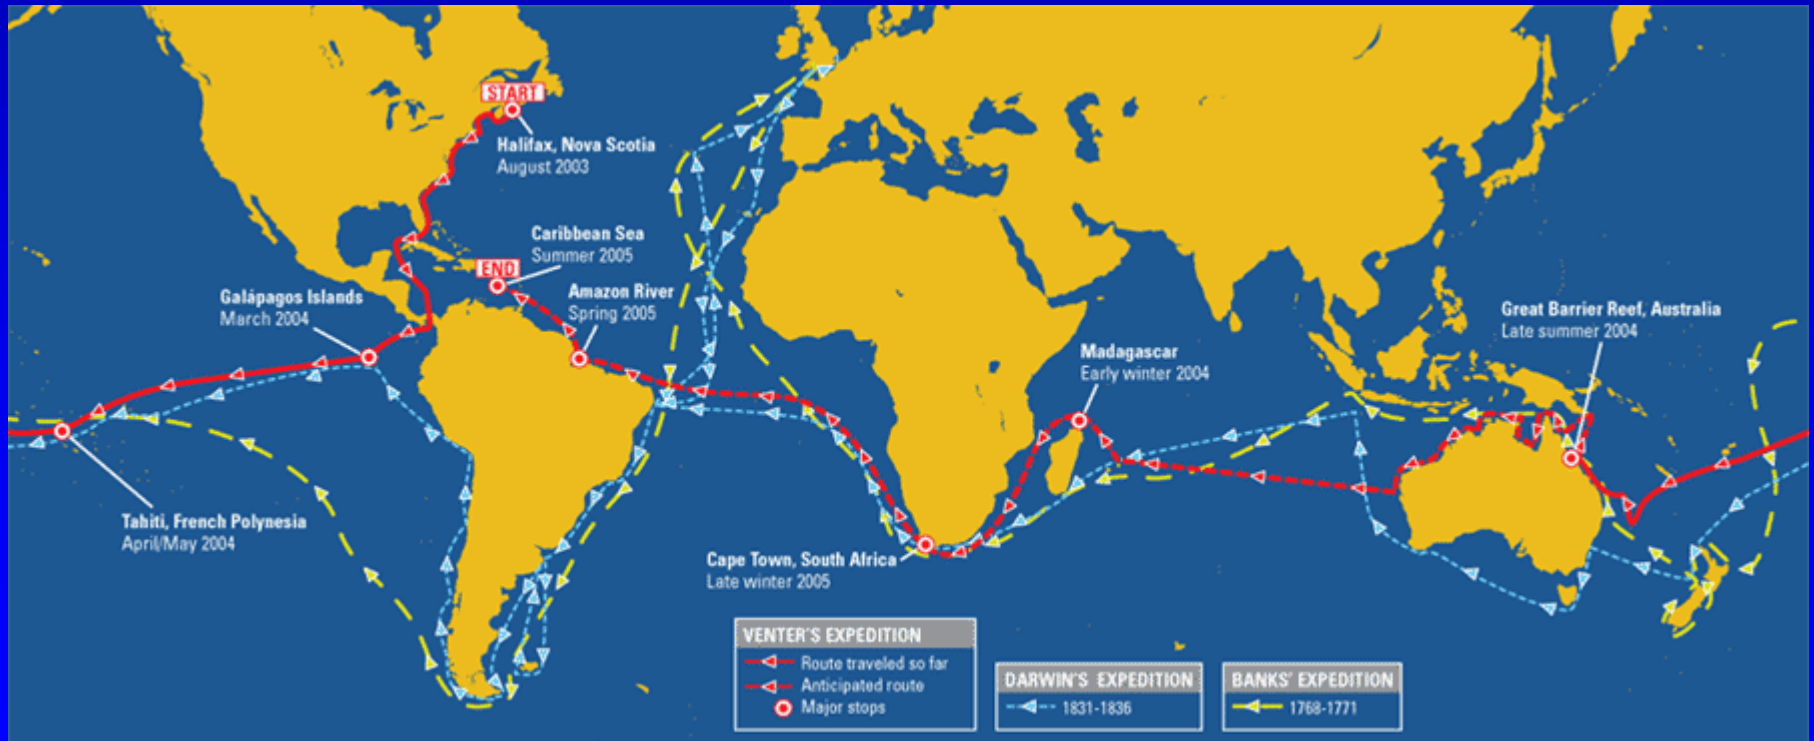 START
Halifax, Nova Scotia
August 2003
Caribbean Sea
Summer 2005
END
Amazon River
Spring 2005
Galápagos Islands
March 2004
Great Barrier Reef, Australia
Late summer 2004
Madagascar
Early winter 2004
Tahiti, French Polynesia
April/May 2004
Cape Town, South Africa
Late winter 2005
VENTER'S EXPEDITION
Route traveled so far
Anticipated route
Major stops
DARWIN'S EXPEDITION
1831-1836
BANKS' EXPEDITION
1768-1771